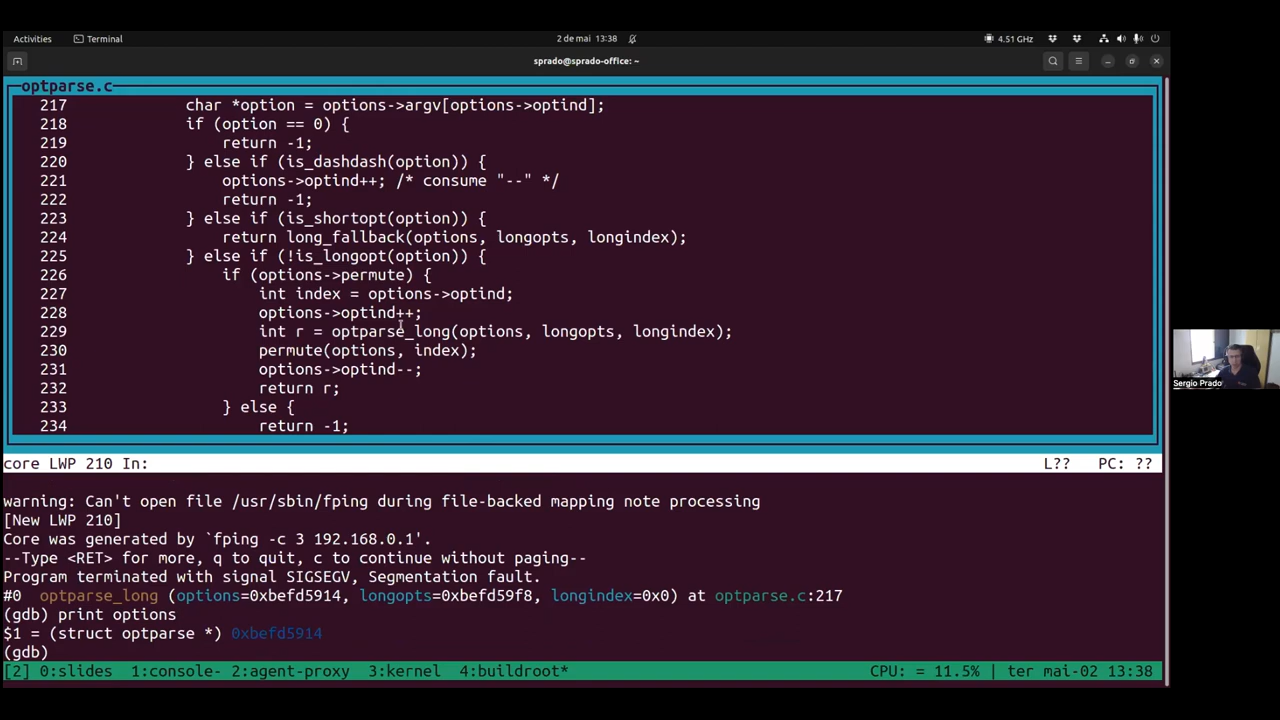 Activities Terminal 2 de mai 13:38 4.51 GHz
sprado@sprado-office: ~
optparse.c
217 char *option = options->argv[options->optind];
218 if (option == 0) {
219 return -1;
220 } else if (is_dashdash(option)) {
221 options->optind++; /* consume "--" */
222 return -1;
223 } else if (is_shortopt(option)) {
224 return long_fallback(options, longopts, longindex);
225 } else if (!is_longopt(option)) {
226 if (options->permute) {
227 int index = options->optind;
228 options->optind++;
229 int r = optparse_long(options, longopts, longindex);
230 permute(options, index);
231 options->optind--;
232 return r;
233 } else {
234 return -1;
core LWP 210 In: L?? PC: ??
warning: Can't open file /usr/sbin/fping during file-backed mapping note processing
[New LWP 210]
Core was generated by `fping -c 3 192.168.0.1'.
--Type <RET> for more, q to quit, c to continue without paging--
Program terminated with signal SIGSEGV, Segmentation fault.
#0 optparse_long (options=0xbefd5914, longopts=0xbefd59f8, longindex=0x0) at optparse.c:217
(gdb) print options
$1 = (struct optparse *) 0xbefd5914
(gdb)
[2] 0:slides 1:console- 2:agent-proxy 3:kernel 4:buildroot* CPU: = 11.5% | ter mai-02 13:38
Sergio Prado